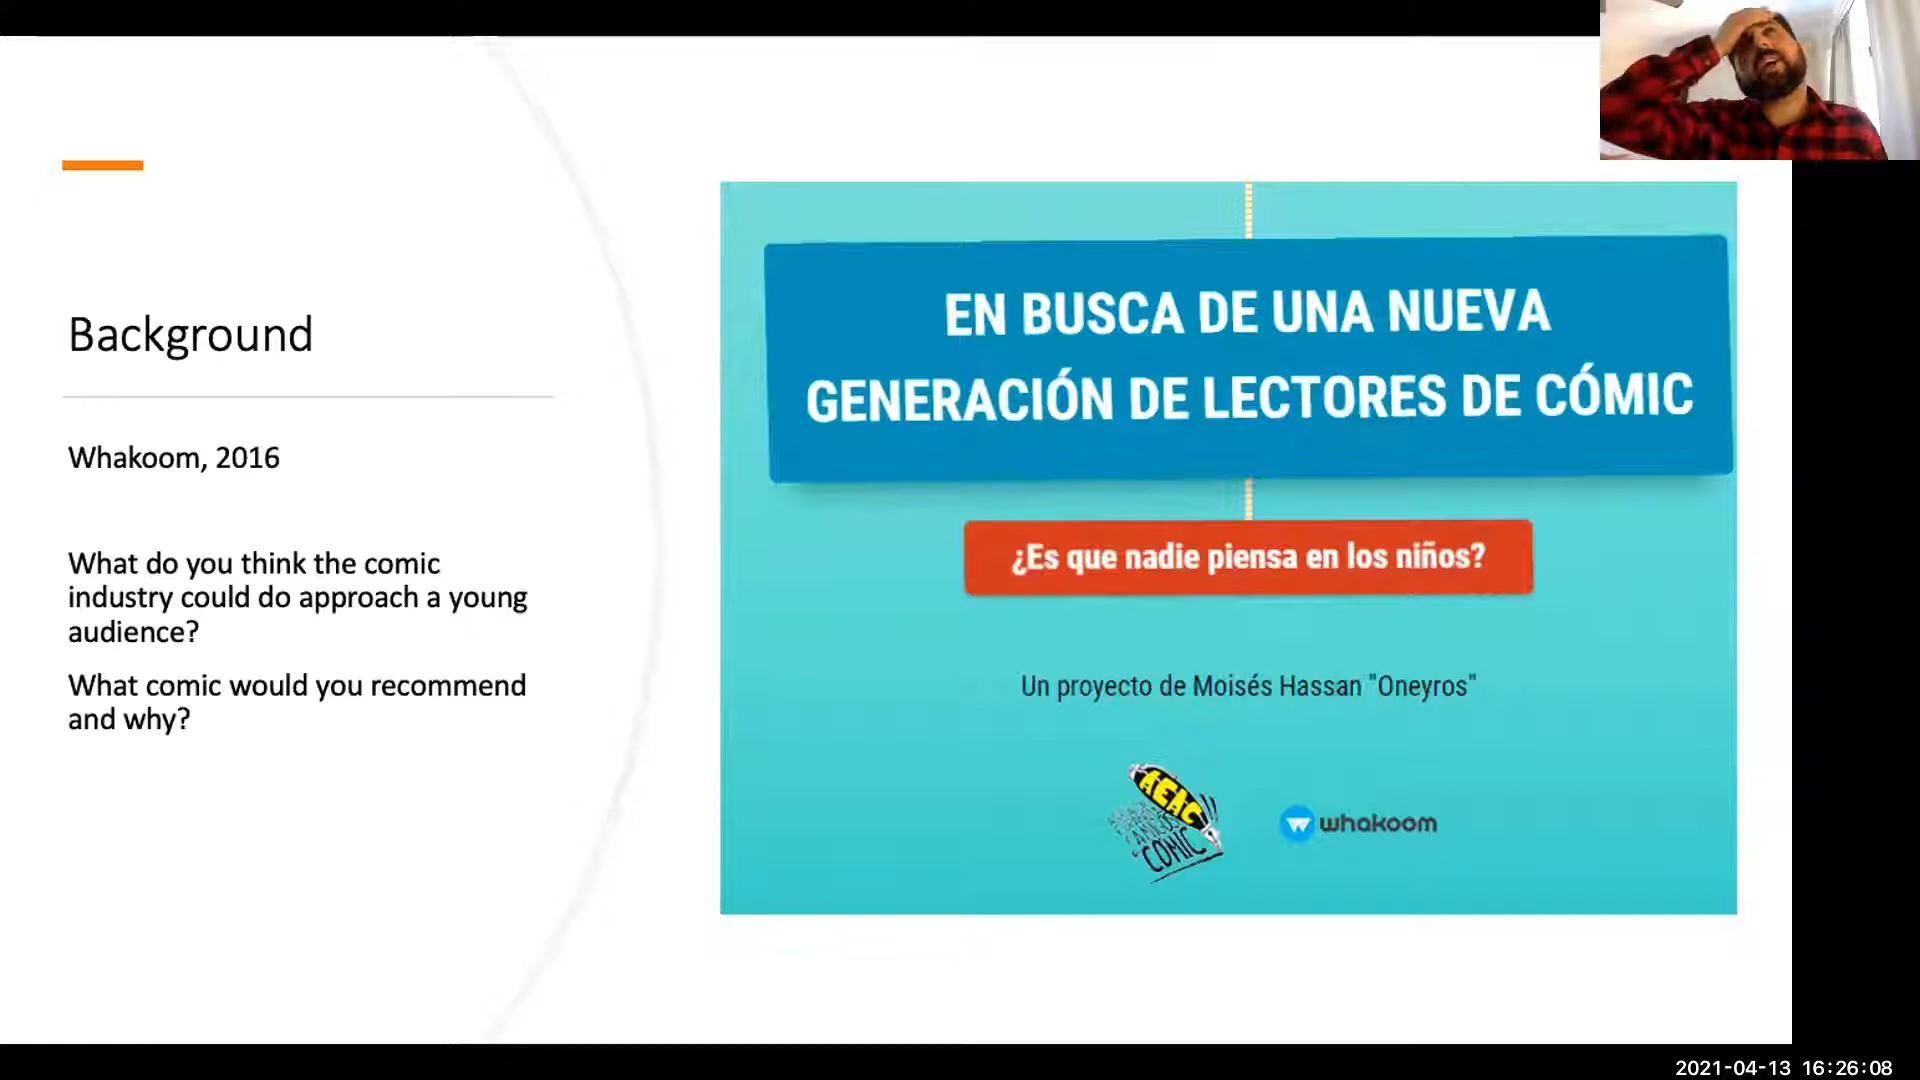 Background
Whakoom, 2016
What do you think the comic
industry could do approach a young
audience?
What comic would you recommend
and why?
EN BUSCA DE UNA NUEVA
GENERACIÓN DE LECTORES DE CÓMIC
¿Es que nadie piensa en los niños?
Un proyecto de Moisés Hassan "Oneyros"
AEAC
AMIGOS
CÓMIC
whakoom
2021-04-13 16:26:08